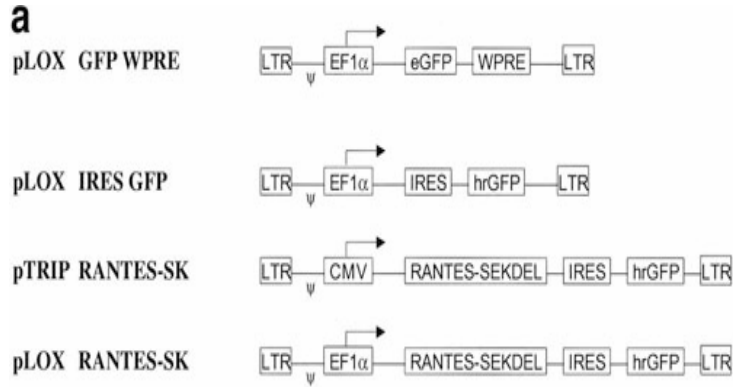 a
pLOX GFP WPRE LTR ψ EF1α eGFP WPRE LTR
pLOX IRES GFP LTR ψ EF1α IRES hrGFP LTR
pTRIP RANTES-SK LTR ψ CMV RANTES-SEKDEL IRES hrGFP LTR
pLOX RANTES-SK LTR ψ EF1α RANTES-SEKDEL IRES hrGFP LTR